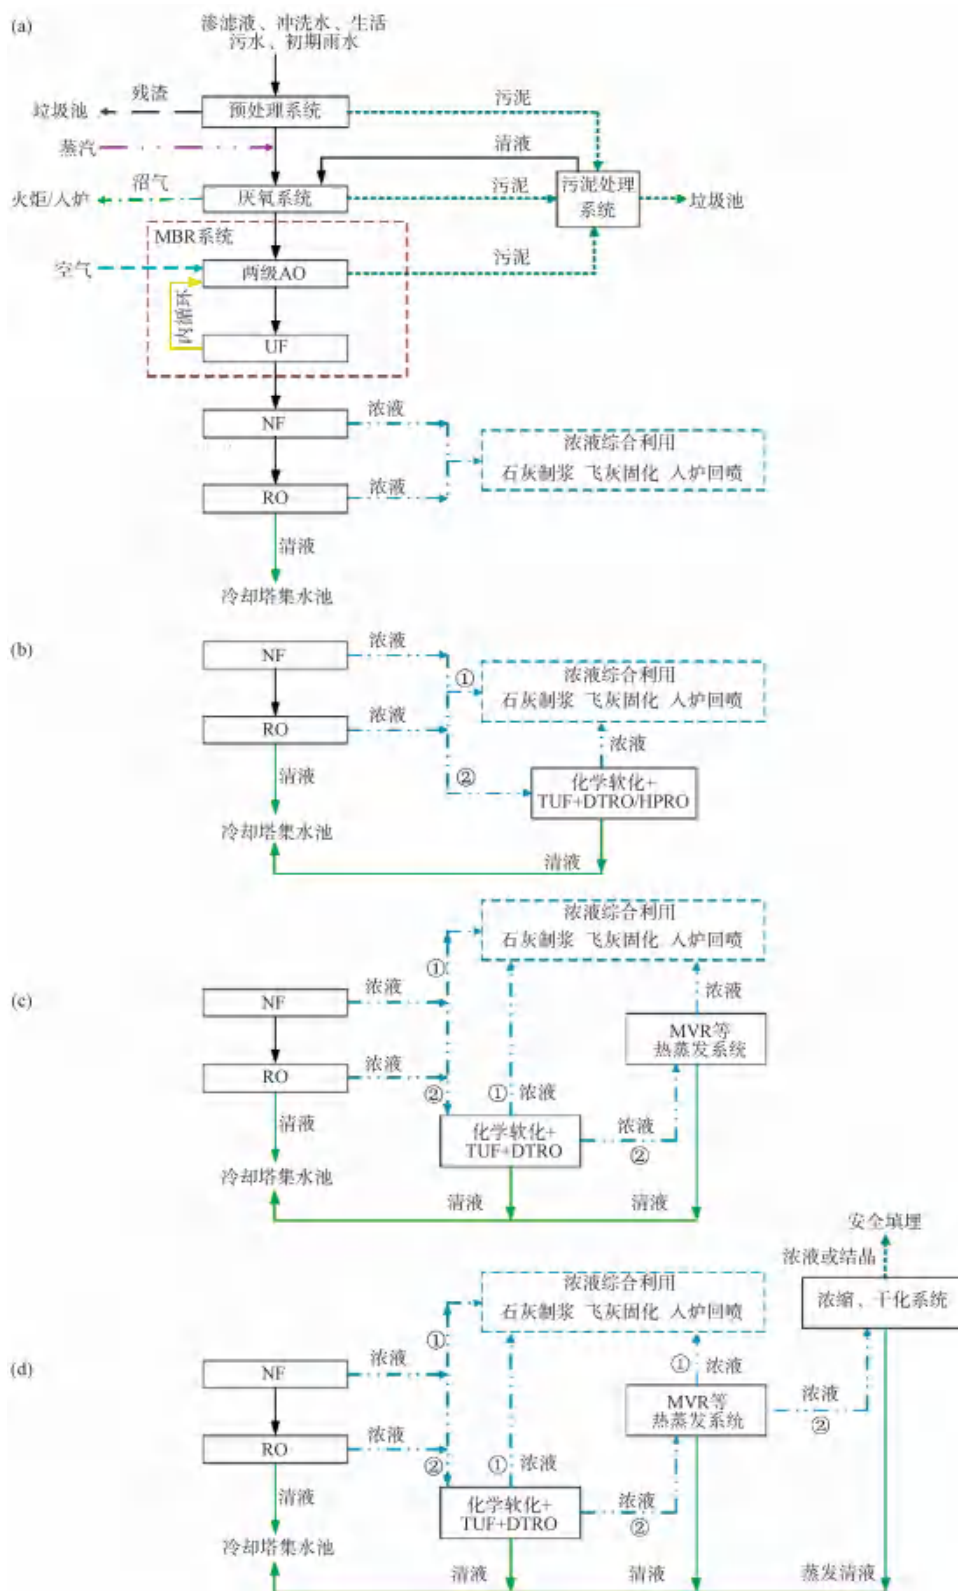 (a)
渗滤液、冲洗水、生活
污水、初期雨水
残渣
垃圾池
预处理系统
污泥
蒸汽
清液
沼气
火炬/入炉
厌氧系统
污泥
污泥处理
系统
垃圾池
MBR系统
空气
两级AO
污泥
内循环
UF
NF
浓液
浓液综合利用
石灰制浆 飞灰固化 入炉回喷
RO
浓液
清液
冷却塔集水池
(b)
NF
浓液
①
浓液综合利用
石灰制浆 飞灰固化 入炉回喷
RO
浓液
浓液
清液
②
化学软化+
TUF+DTRO/HPRO
冷却塔集水池
清液
(c)
浓液综合利用
石灰制浆 飞灰固化 入炉回喷
①
NF
浓液
浓液
MVR等
热蒸发系统
RO
浓液
②
①
浓液
清液
化学软化+
TUF+DTRO
浓液
②
冷却塔集水池
清液
清液
安全填埋
浓液或结晶
浓缩、干化系统
(d)
浓液综合利用
石灰制浆 飞灰固化 入炉回喷
①
NF
浓液
①
浓液
MVR等
热蒸发系统
浓液
②
RO
浓液
②
①
浓液
清液
化学软化+
TUF+DTRO
浓液
②
冷却塔集水池
清液
清液
蒸发清液